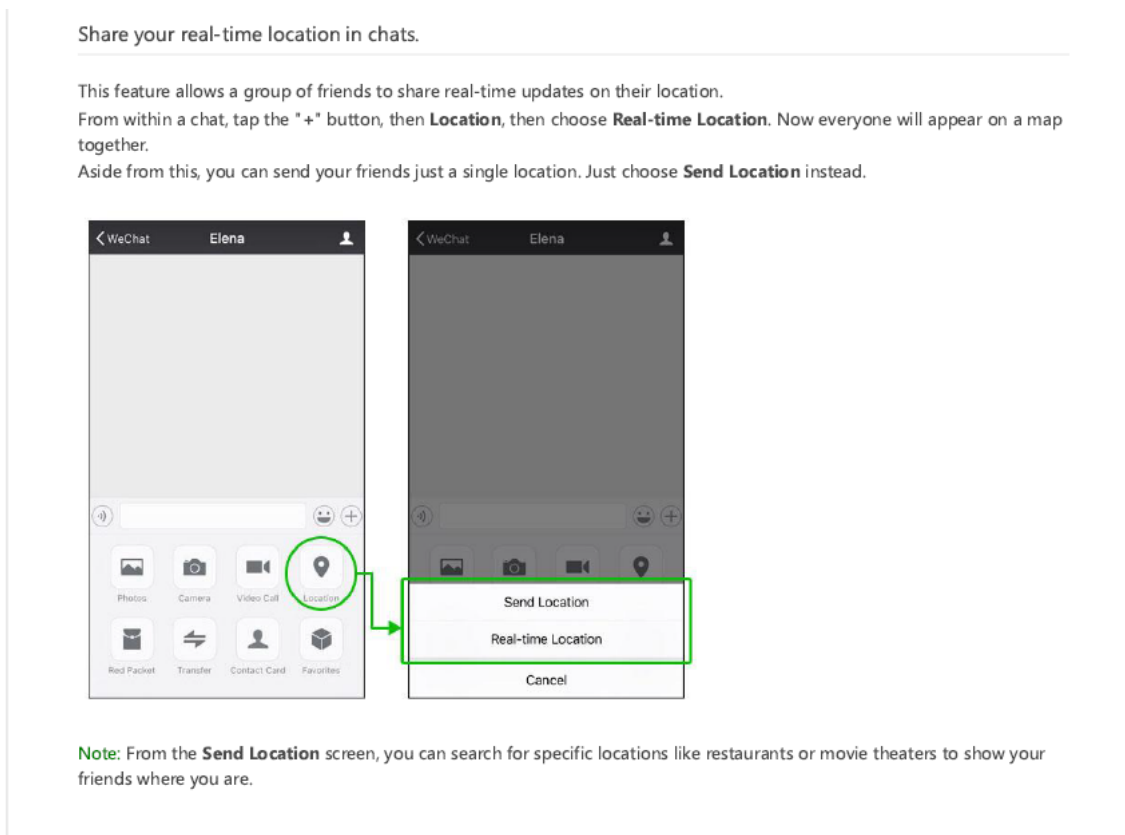 Share your real-time location in chats.
This feature allows a group of friends to share real-time updates on their location.
From within a chat, tap the "+" button, then Location, then choose Real-time Location. Now everyone will appear on a map
together.
Aside from this, you can send your friends just a single location. Just choose Send Location instead.
WeChat Elena
Photos Camera Video Call Location
Red Packet Transfer Contact Card Favorites
WeChat Elena
Send Location
Real-time Location
Cancel
Note: From the Send Location screen, you can search for specific locations like restaurants or movie theaters to show your
friends where you are.